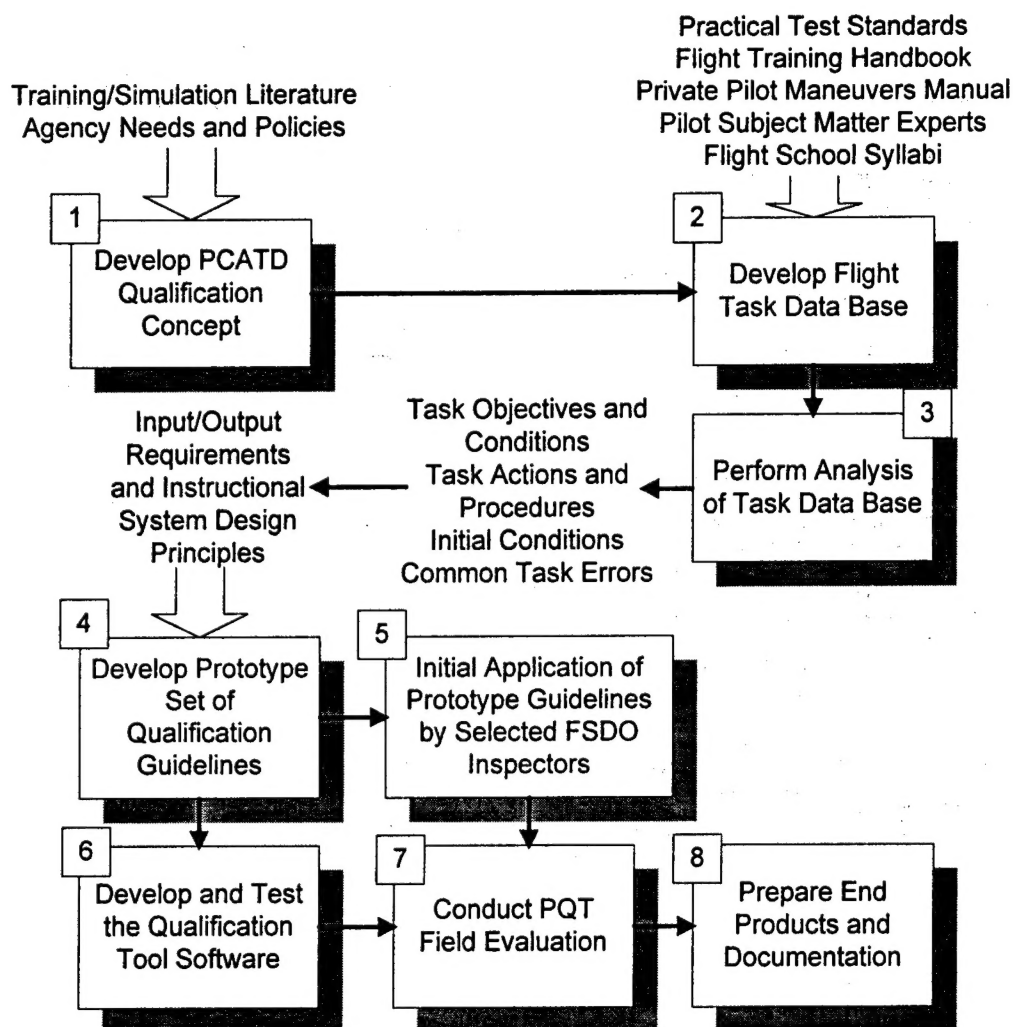 Training/Simulation Literature
Agency Needs and Policies
Practical Test Standards
Flight Training Handbook
Private Pilot Maneuvers Manual
Pilot Subject Matter Experts
Flight School Syllabi
1
Develop PCATD
Qualification
Concept
2
Develop Flight
Task Data Base
3
Perform Analysis
of Task Data Base
Task Objectives and
Conditions
Task Actions and
Procedures
Initial Conditions
Common Task Errors
Input/Output
Requirements
and Instructional
System Design
Principles
4
Develop Prototype
Set of
Qualification
Guidelines
5
Initial Application of
Prototype Guidelines
by Selected FSDO
Inspectors
6
Develop and Test
the Qualification
Tool Software
7
Conduct PQT
Field Evaluation
8
Prepare End
Products and
Documentation